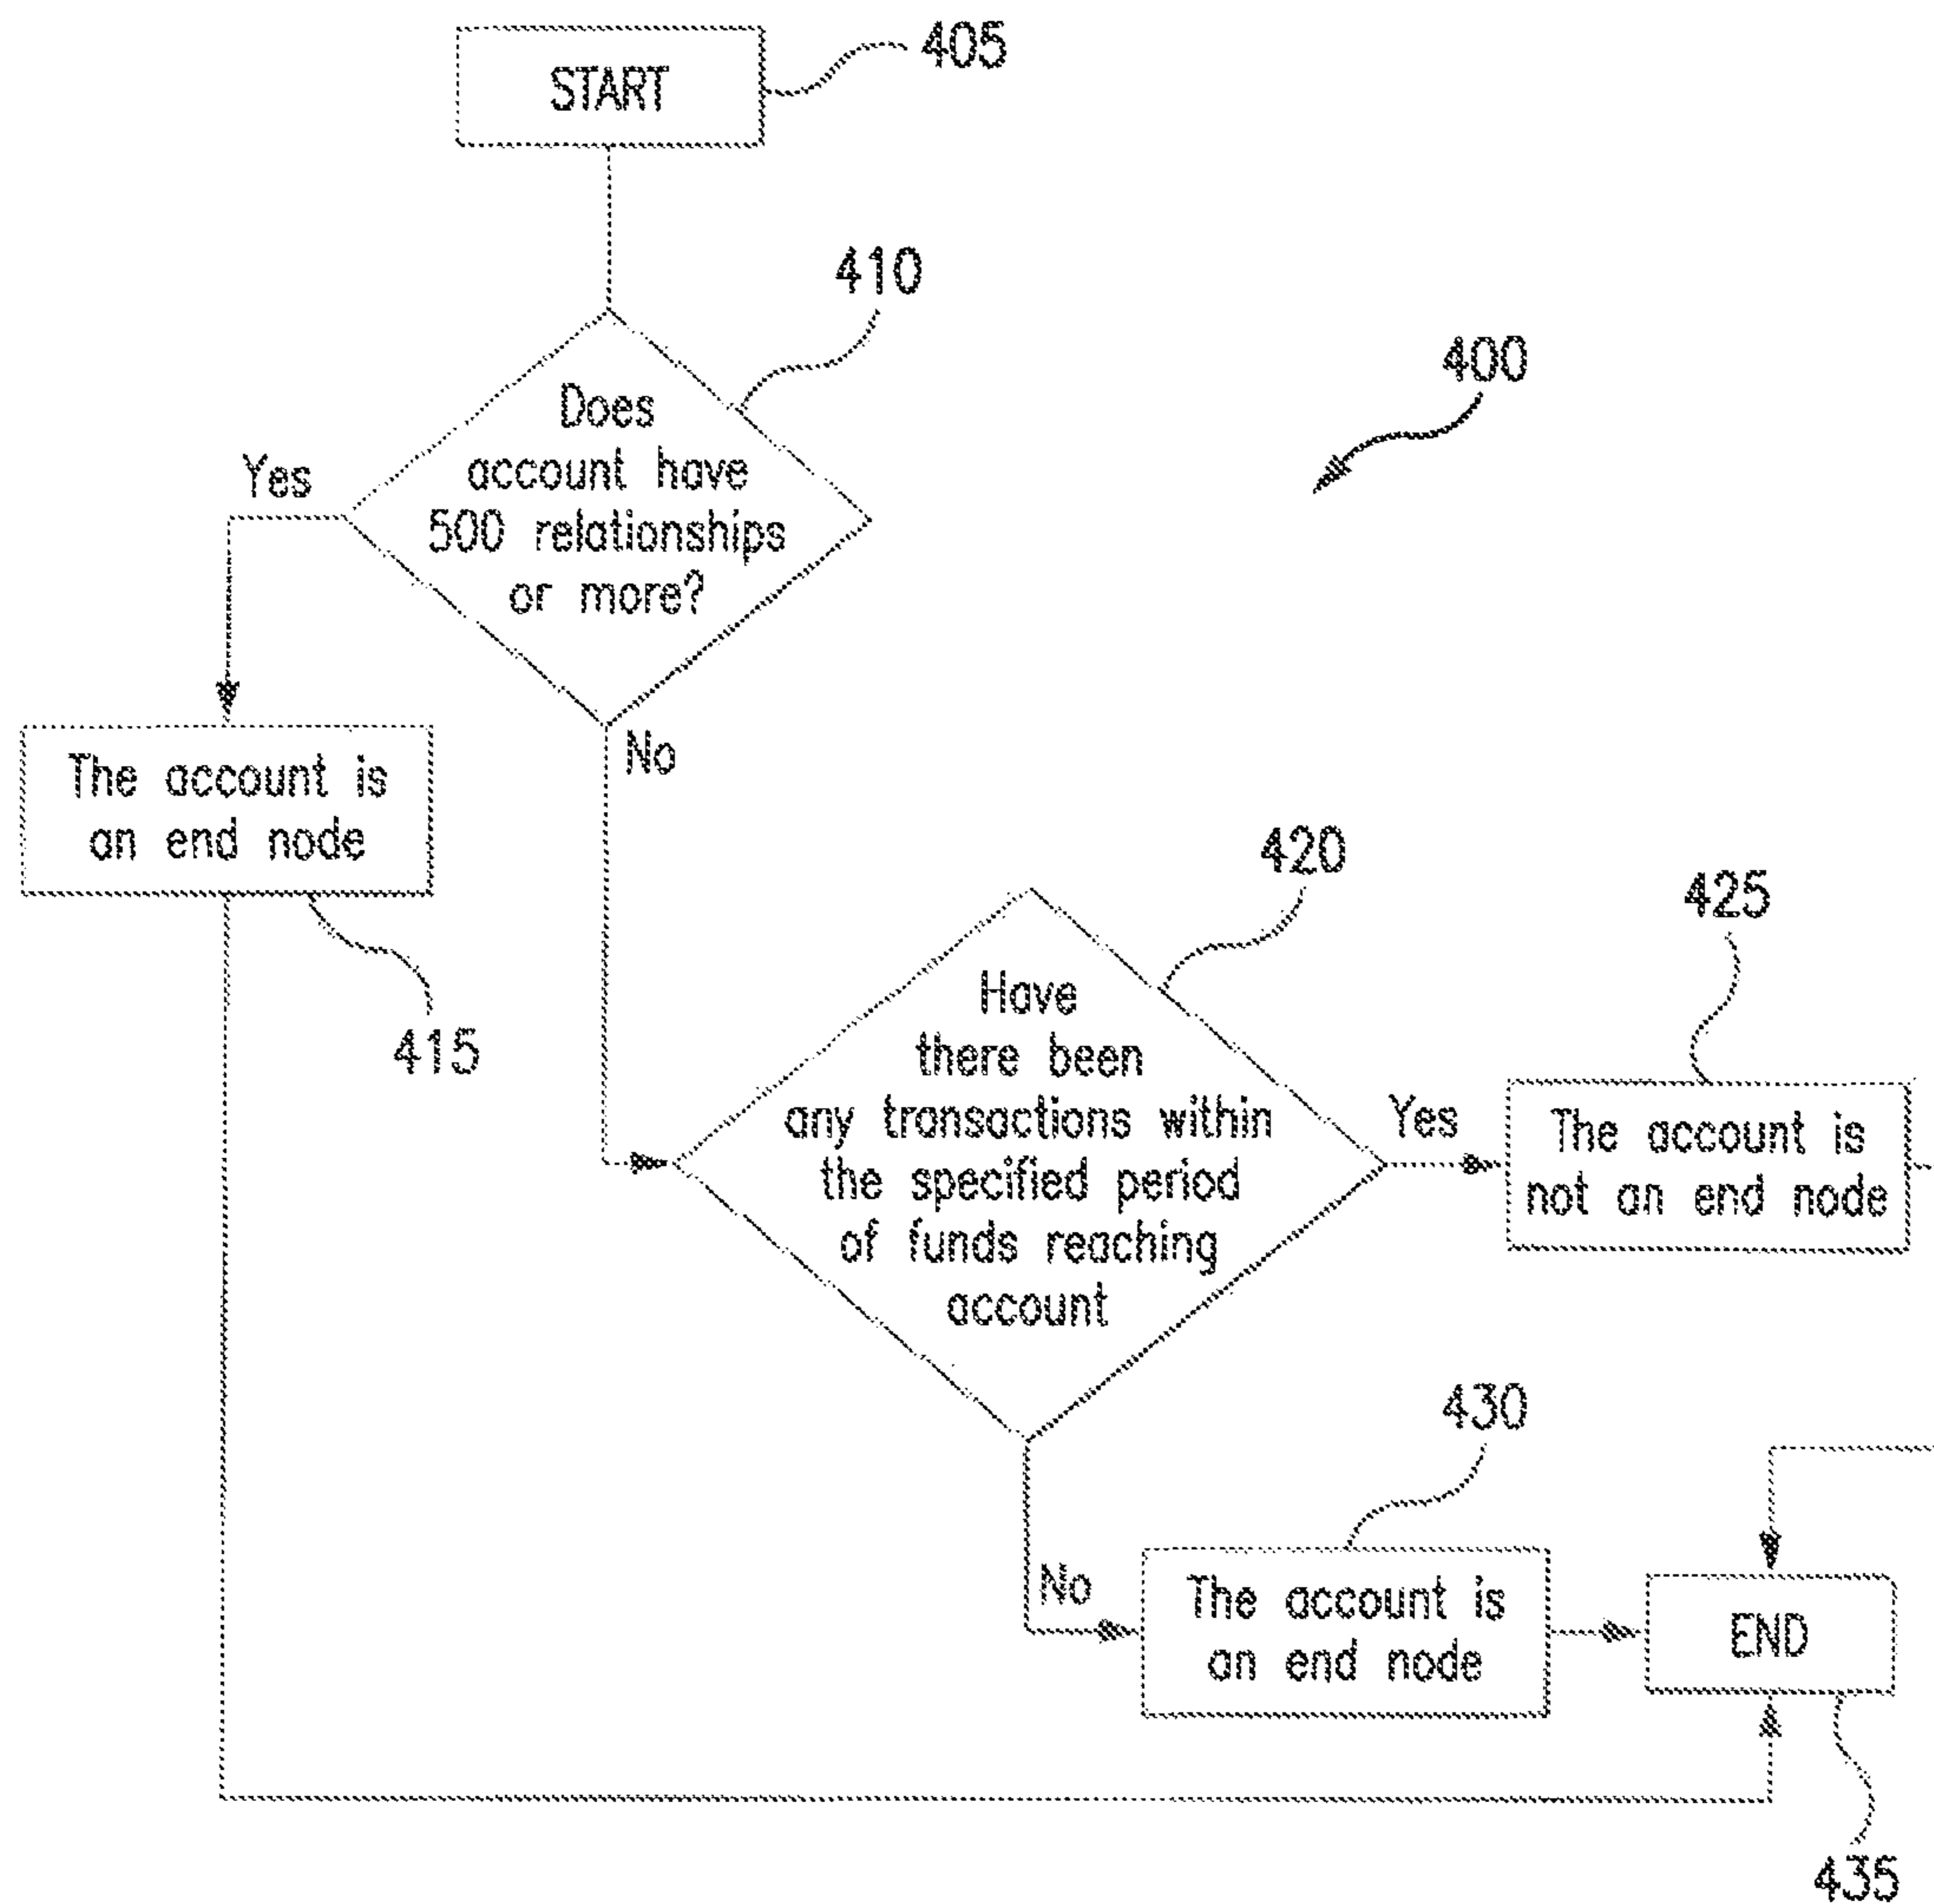 START
405
410
400
Does
account have
500 relationships
or more?
Yes
No
The account is
an end node
415
420
425
Have
there been
any transactions within
the specified period
of funds reaching
account
Yes
The account is
not an end node
430
No
The account is
an end node
END
435